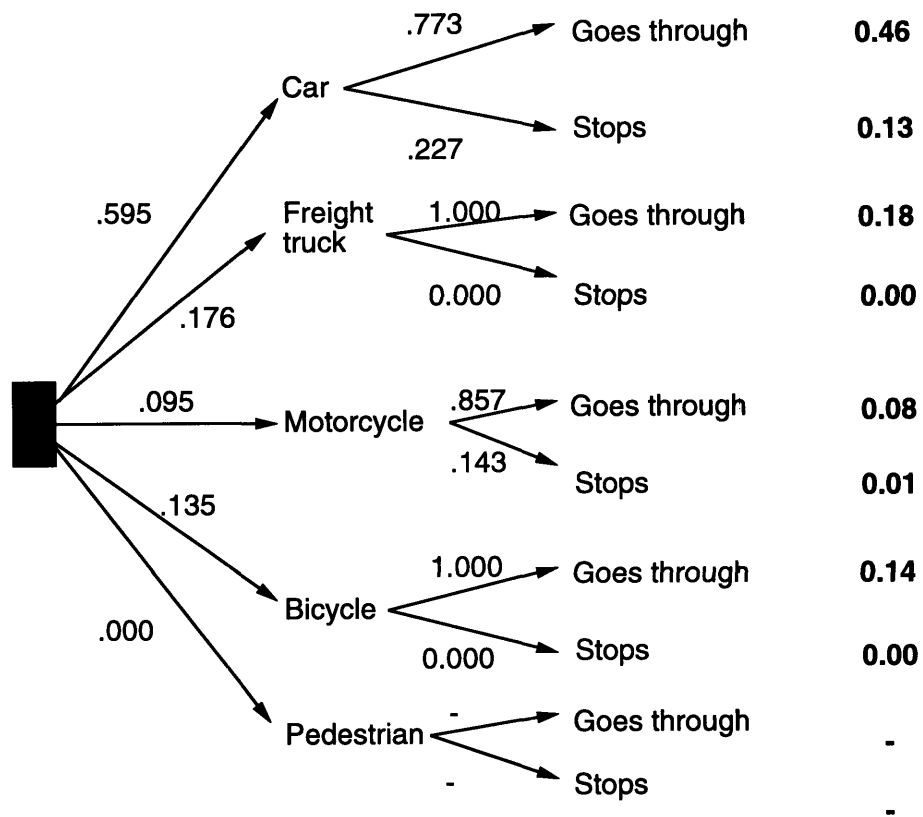 .773
Goes through
0.46
Car
Stops
0.13
.227
.595
Freight
truck
1.000
Goes through
0.18
0.000
Stops
0.00
.176
.095
Motorcycle
.857
Goes through
0.08
.143
Stops
0.01
.135
Bicycle
1.000
Goes through
0.14
0.000
Stops
0.00
.000
Pedestrian
-
Goes through
-
-
Stops
-